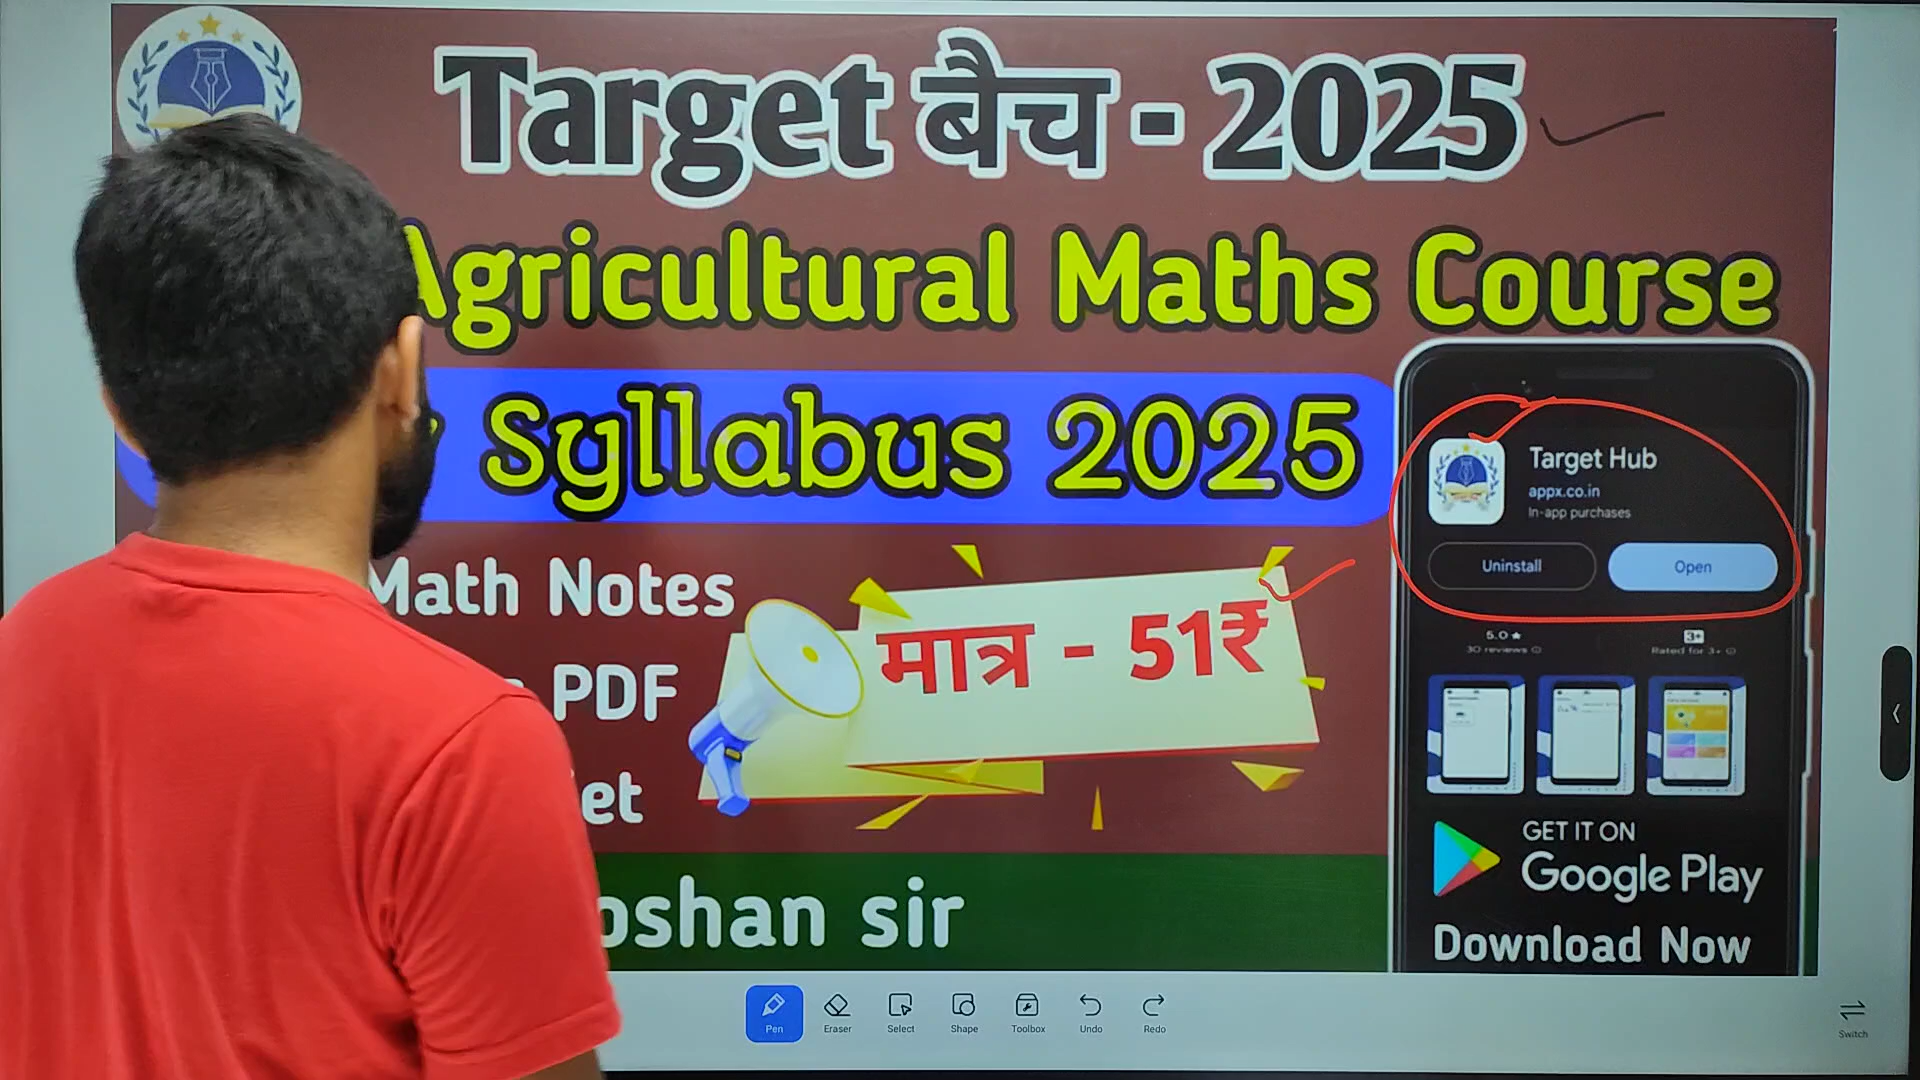 Target बैच - 2025
Agricultural Maths Course
Syllabus 2025
Math Notes
PDF
मात्र - 51₹
sir
Target Hub
appx.co.in
In-app purchases
Uninstall
Open
5.0★
3+
30 reviews
Rated for 3+
GET IT ON
Google Play
Download Now
Pen
Eraser
Select
Shape
Toolbox
Undo
Redo
Switch